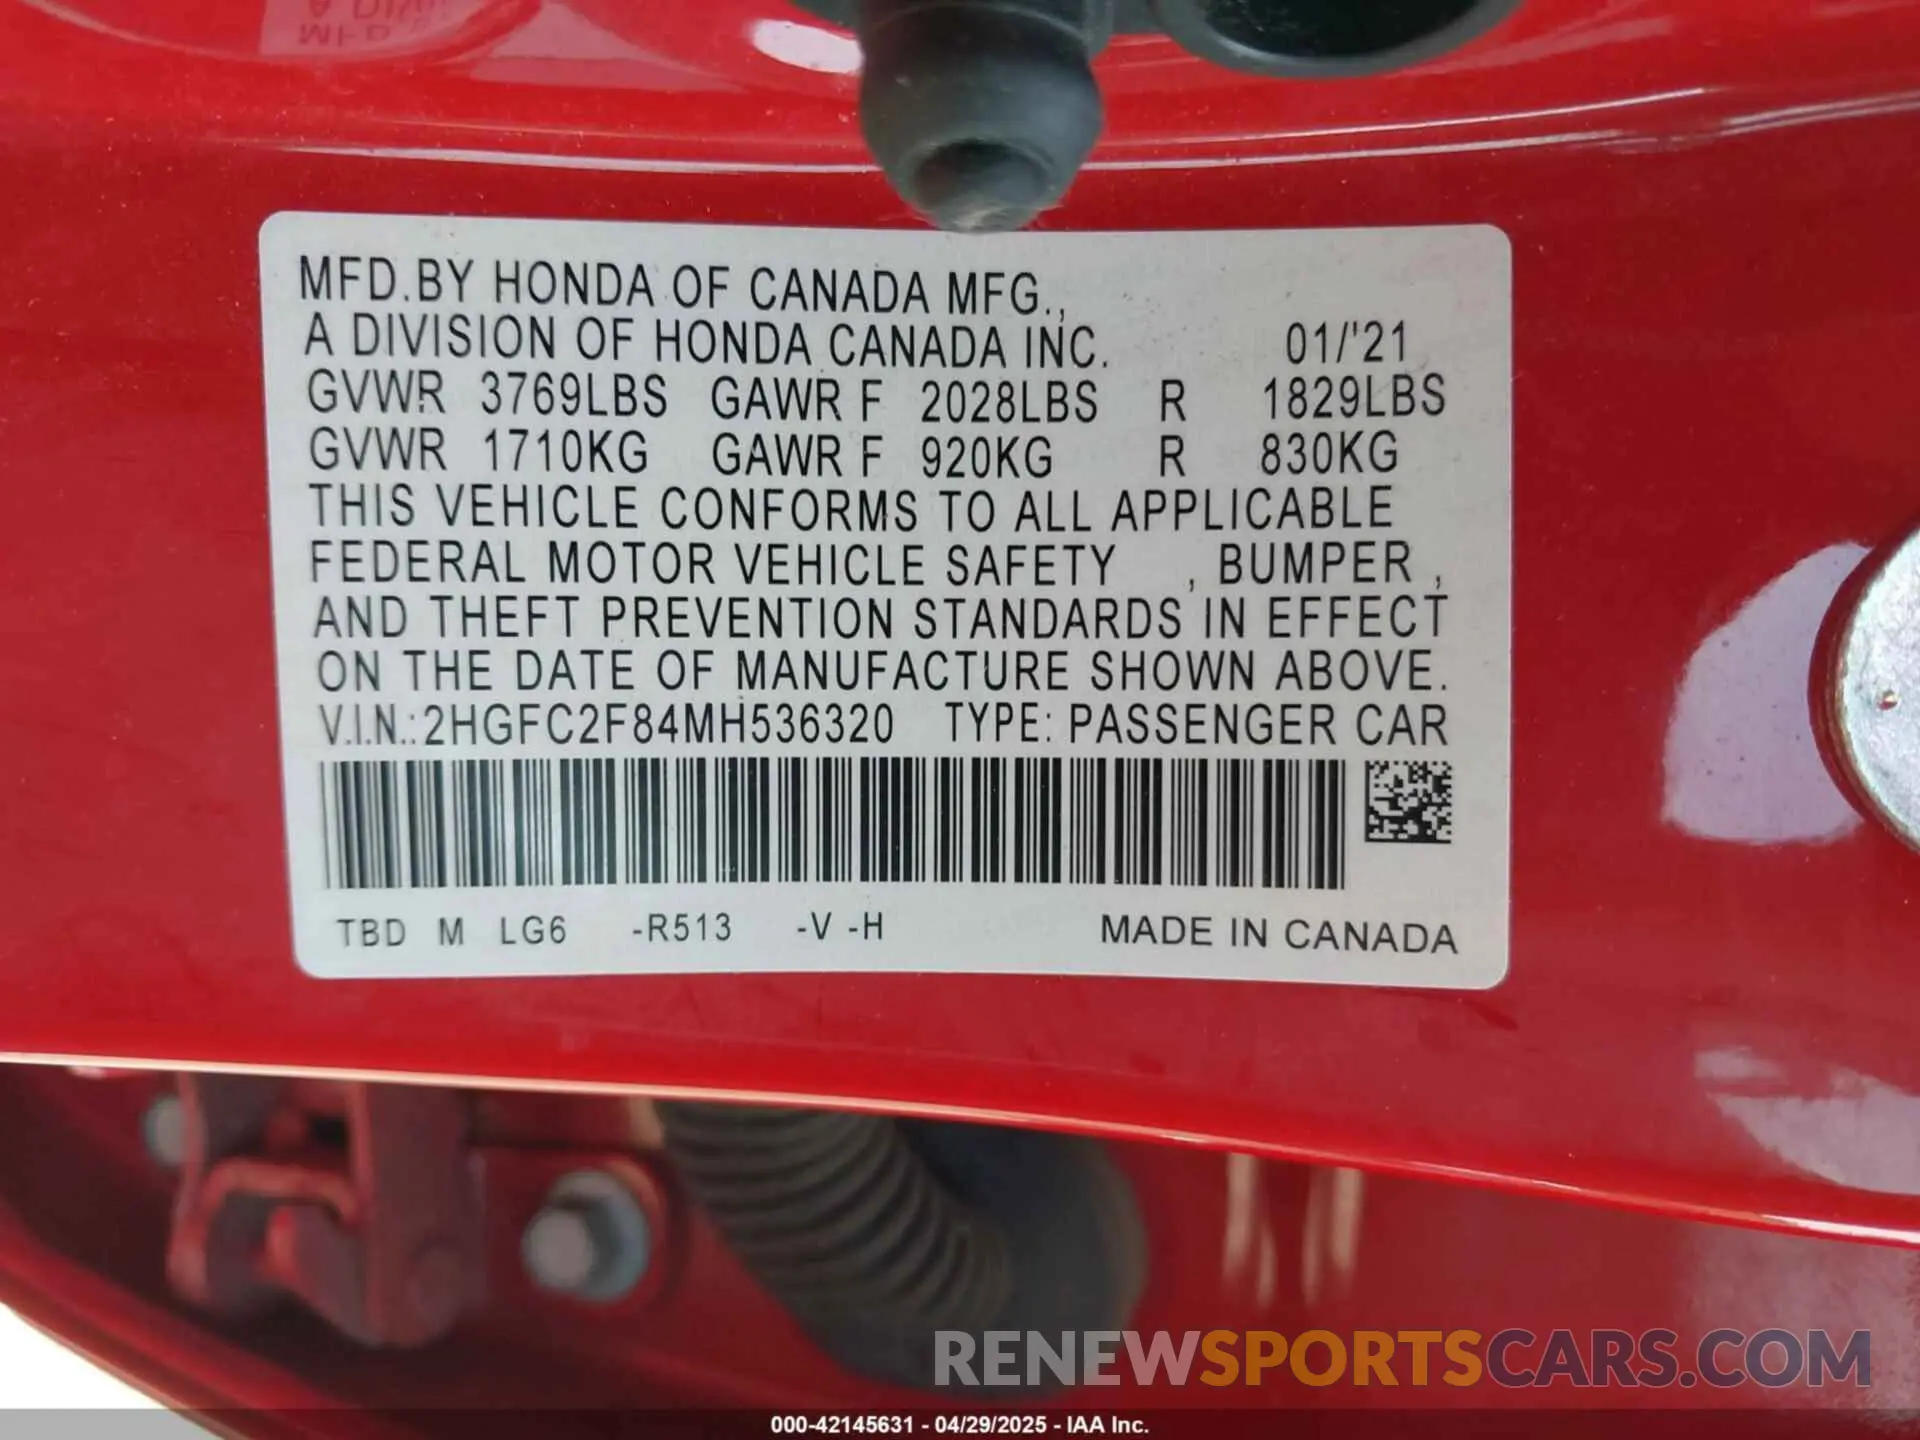 MFD.BY HONDA OF CANADA MFG.,
A DIVISION OF HONDA CANADA INC. 01/'21
GVWR 3769LBS GAWR F 2028LBS R 1829LBS
GVWR 1710KG GAWR F 920KG R 830KG
THIS VEHICLE CONFORMS TO ALL APPLICABLE
FEDERAL MOTOR VEHICLE SAFETY , BUMPER ,
AND THEFT PREVENTION STANDARDS IN EFFECT
ON THE DATE OF MANUFACTURE SHOWN ABOVE.
V.I.N.:2HGFC2F84MH536320 TYPE: PASSENGER CAR
TBD M LG6 -R513 -V -H MADE IN CANADA
RENEWSPORTSCARS.COM
000-42145631 - 04/29/2025 - IAA Inc.